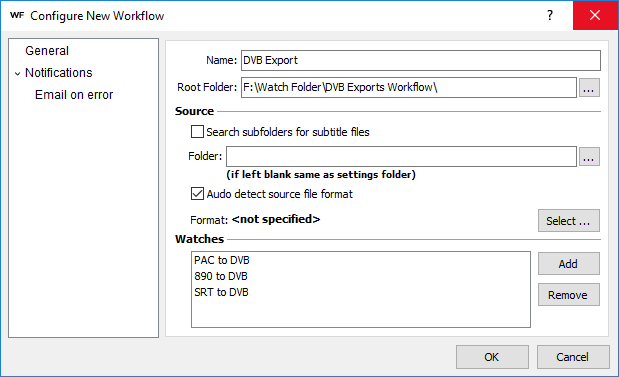 WF Configure New Workflow ?
General
Notifications
Email on error
Name: DVB Export
Root Folder: F:\Watch Folder\DVB Exports Workflow\ ...
Source
Search subfolders for subtitle files
Folder: ...
(if left blank same as settings folder)
Audo detect source file format
Format: <not specified> Select ...
Watches
PAC to DVB
890 to DVB
SRT to DVB
Add
Remove
OK Cancel